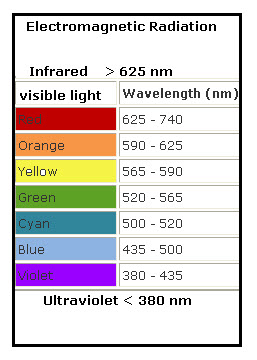 Electromagnetic Radiation
Infrared > 625 nm
visible light Wavelength (nm)
Red 625 - 740
Orange 590 - 625
Yellow 565 - 590
Green 520 - 565
Cyan 500 - 520
Blue 435 - 500
Violet 380 - 435
Ultraviolet < 380 nm